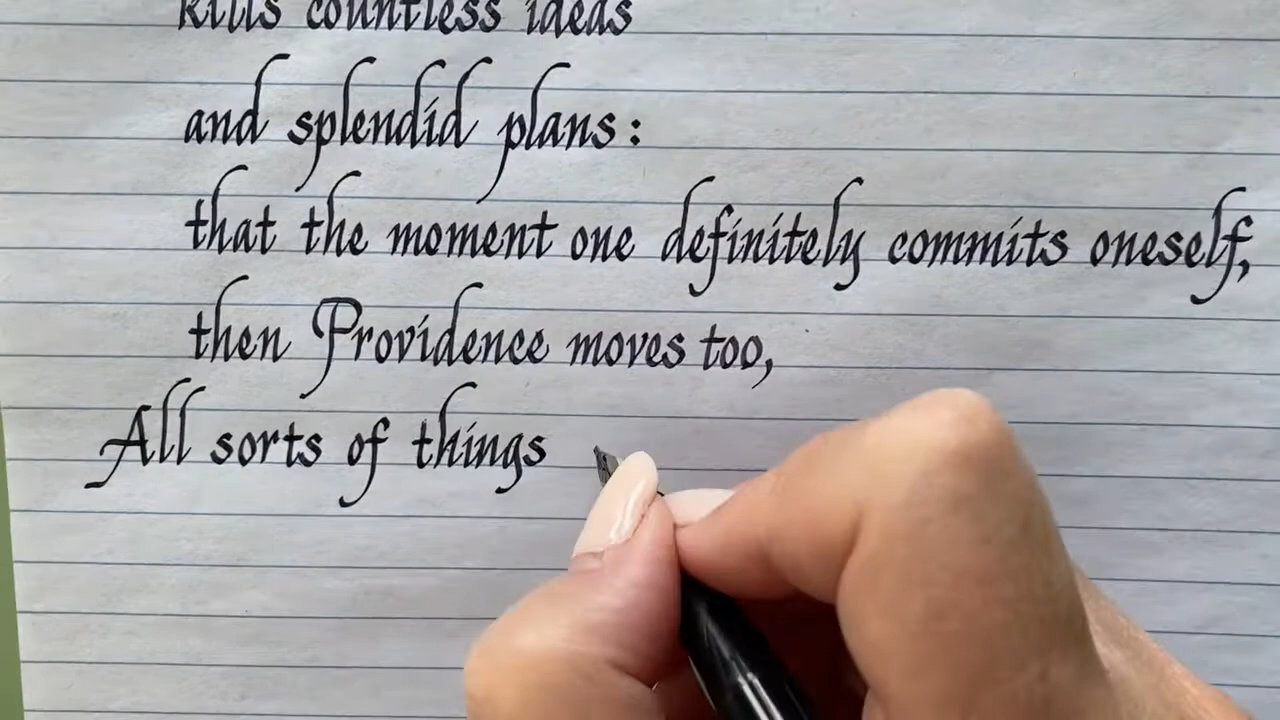 kills countless ideas
and splendid plans:
that the moment one definitely commits oneself,
then Providence moves too,
All sorts of things